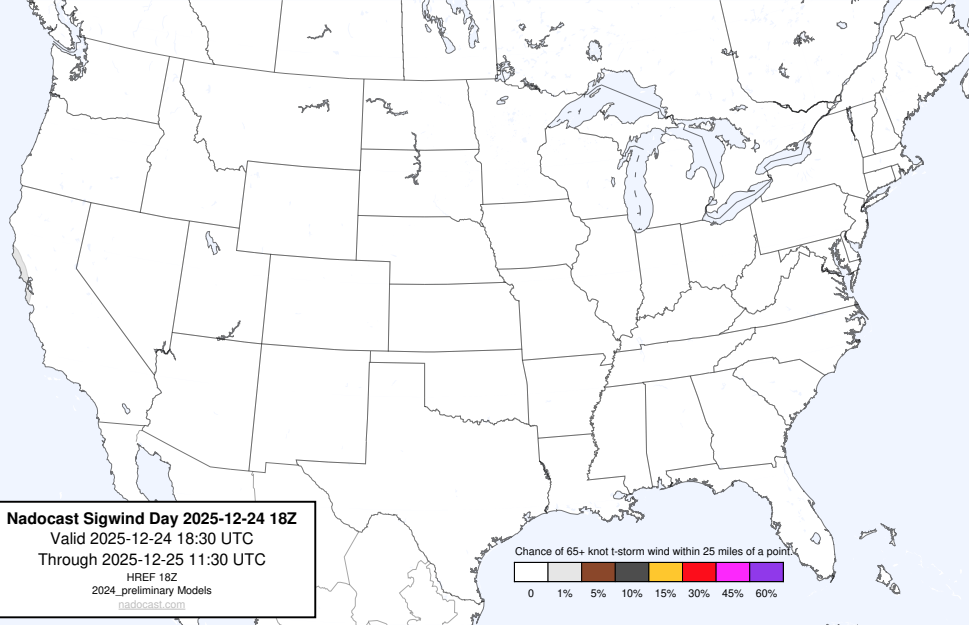 Nadocast Sigwind Day 2025-12-24 18Z
Valid 2025-12-24 18:30 UTC
Through 2025-12-25 11:30 UTC
HREF 18Z
2024_preliminary Models
nadocast.com
Chance of 65+ knot t-storm wind within 25 miles of a point.
0 1% 5% 10% 15% 30% 45% 60%